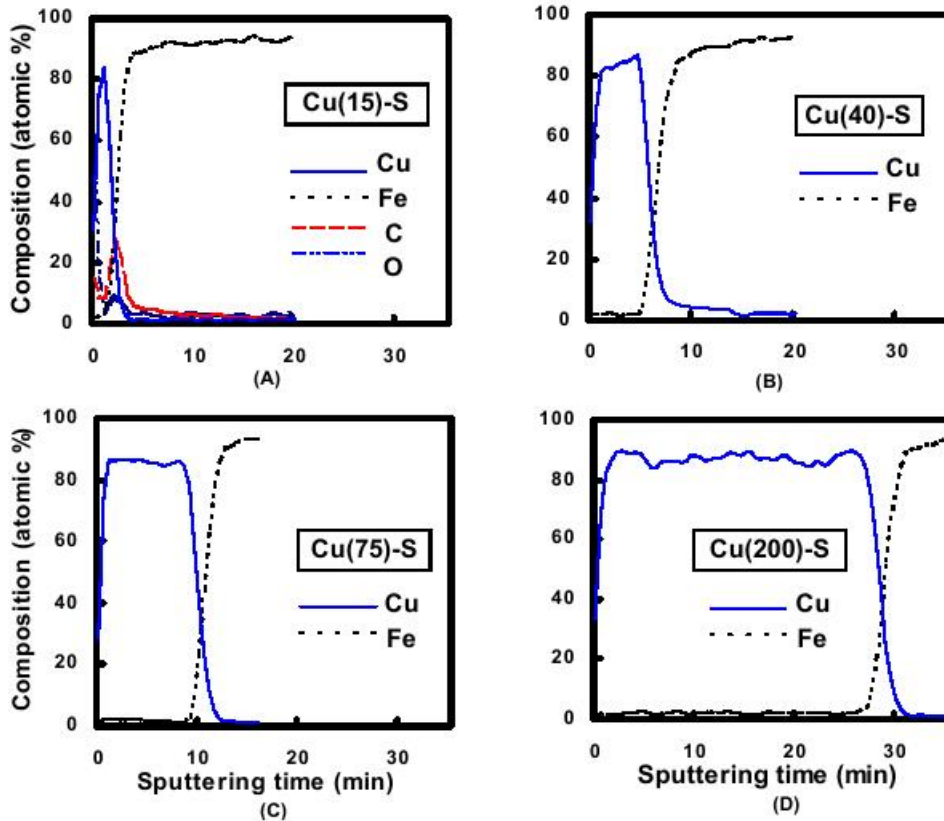 Composition (atomic %)
100
80
60
40
20
0
Cu(15)-S
Cu
Fe
C
O
0 10 20 30
(A)
100
80
60
40
20
0
Cu(40)-S
Cu
Fe
0 10 20 30
(B)
Composition (atomic %)
100
80
60
40
20
0
Cu(75)-S
Cu
Fe
0 10 20 30
Sputtering time (min)
(C)
100
80
60
40
20
0
Cu(200)-S
Cu
Fe
0 10 20 30
Sputtering time (min)
(D)